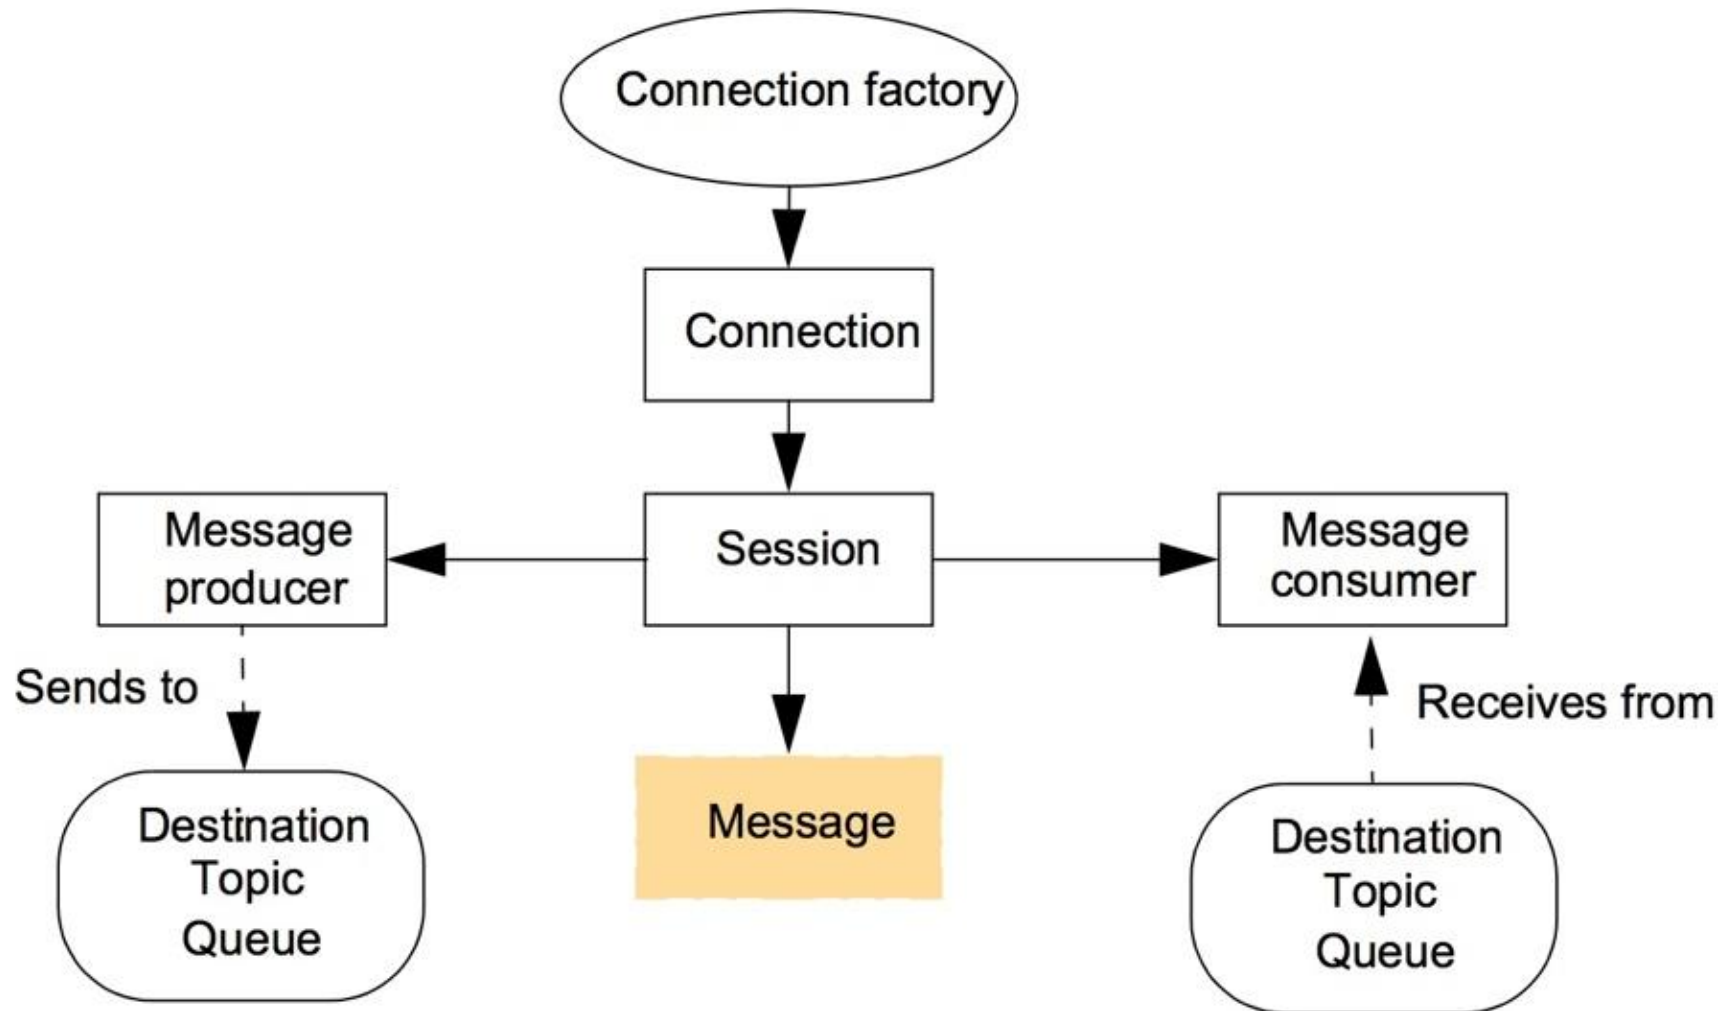 Connection factory
Connection
Message
producer
Session
Message
consumer
Sends to
Receives from
Destination
Topic
Queue
Message
Destination
Topic
Queue